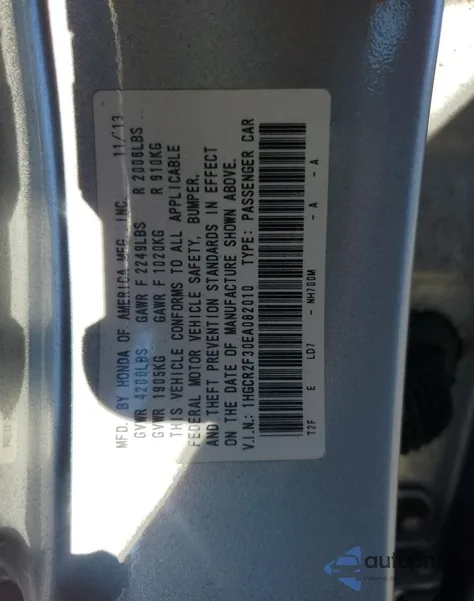 MFD. BY HONDA OF AMERICA MFG., INC. 11/13
GVWR 4200LBS GAWR F 2249LBS R 2006LBS
GVWR 1905KG GAWR F 1020KG R 910KG
THIS VEHICLE CONFORMS TO ALL APPLICABLE
FEDERAL MOTOR VEHICLE SAFETY, BUMPER,
AND THEFT PREVENTION STANDARDS IN EFFECT
ON THE DATE OF MANUFACTURE SHOWN ABOVE.
V.I.N.: 1HGCR2F30EA082010 TYPE: PASSENGER CAR
T2F E LD7 - NH700M - A - A